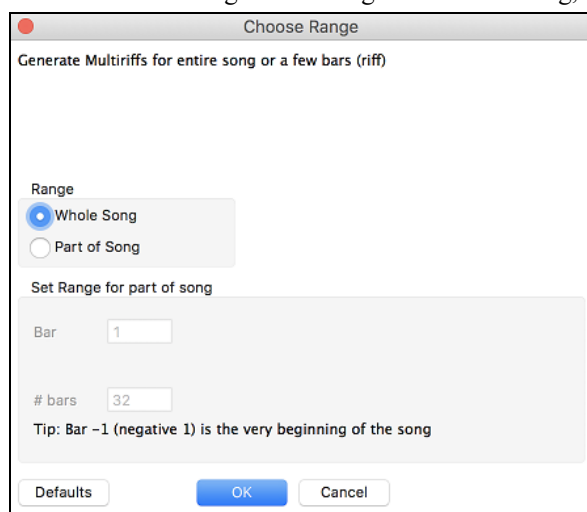 Choose Range
Generate Multiriffs for entire song or a few bars (riff)
Range
Whole Song
Part of Song
Set Range for part of song
Bar 1
# bars 32
Tip: Bar –1 (negative 1) is the very beginning of the song
Defaults OK Cancel